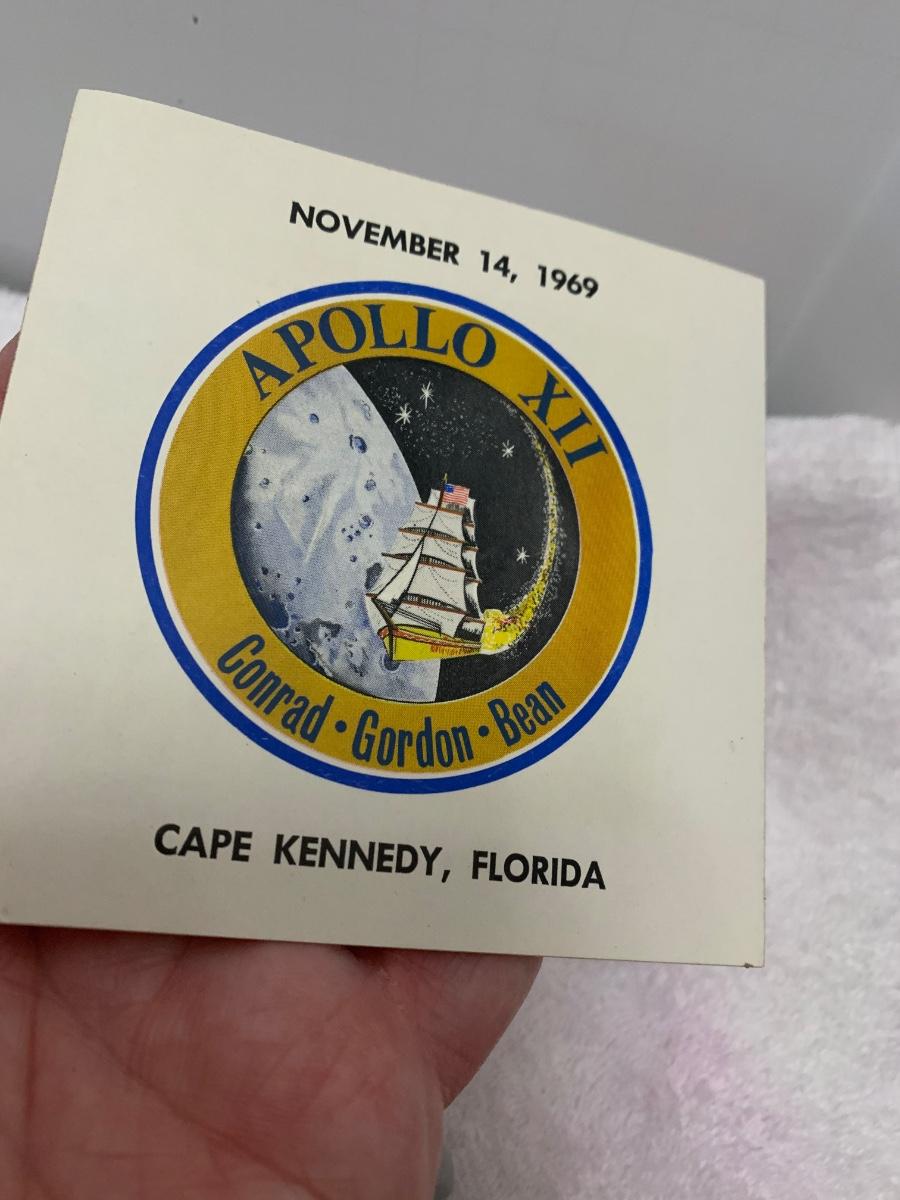 NOVEMBER 14, 1969
APOLLO XII
Conrad · Gordon · Bean
CAPE KENNEDY, FLORIDA